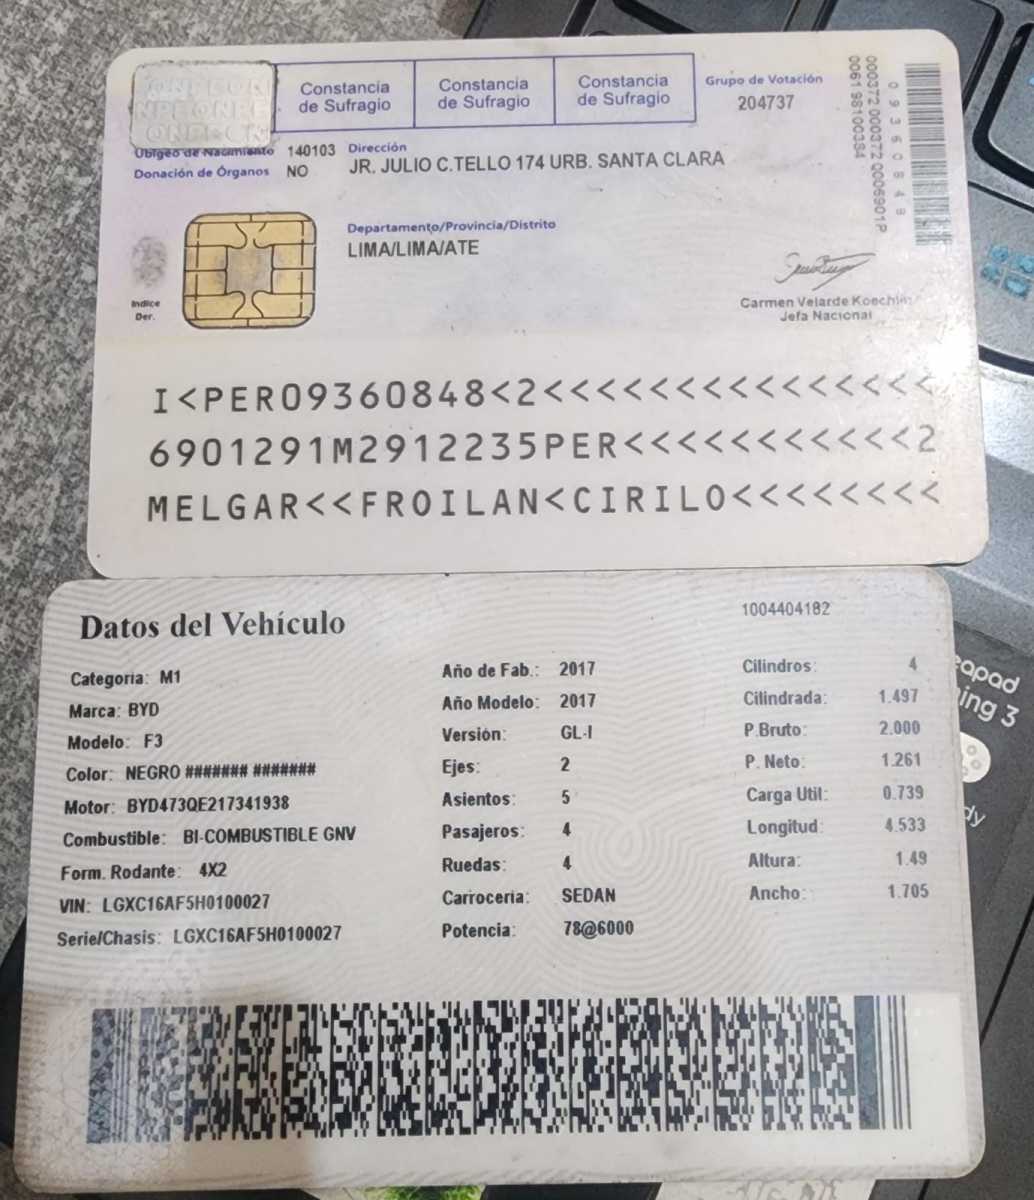 Constancia de Sufragio
Constancia de Sufragio
Constancia de Sufragio
Grupo de Votación
204737
Ubigeo de Nacimiento 140103
Donación de Órganos NO
Dirección
JR. JULIO C.TELLO 174 URB. SANTA CLARA
Departamento/Provincia/Distrito
LIMA/LIMA/ATE
Indice
Der.
Carmen Velarde Koechlin
Jefa Nacional
09360848
000372 000372 0006901P
0061 98100384
I<PER09360848<2<<<<<<<<<<<<<<<
6901291M2912235PER<<<<<<<<<<<2
MELGAR<<FROILAN<CIRILO<<<<<<<<
Datos del Vehículo
1004404182
Categoria: M1
Marca: BYD
Modelo: F3
Color: NEGRO ####### #######
Motor: BYD473QE217341938
Combustible: BI-COMBUSTIBLE GNV
Form. Rodante: 4X2
VIN: LGXC16AF5H0100027
Serie/Chasis: LGXC16AF5H0100027
Año de Fab.: 2017
Año Modelo: 2017
Versión: GL-I
Ejes: 2
Asientos: 5
Pasajeros: 4
Ruedas: 4
Carroceria: SEDAN
Potencia: 78@6000
Cilindros: 4
Cilindrada: 1.497
P.Bruto: 2.000
P. Neto: 1.261
Carga Util: 0.739
Longitud: 4.533
Altura: 1.49
Ancho: 1.705